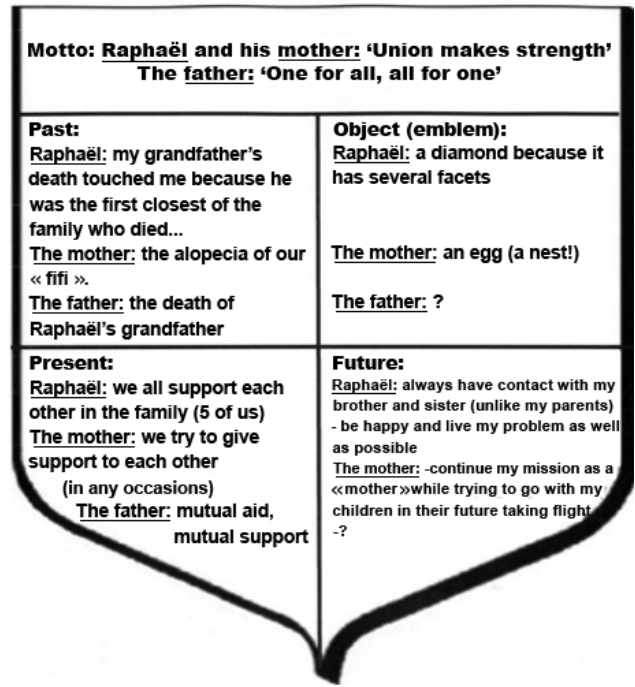 Motto: Raphaël and his mother: ‘Union makes strength’
The father: ‘One for all, all for one’
Past:
Raphaël: my grandfather’s
death touched me because he
was the first closest of the
family who died...
The mother: the alopecia of our
« fifi ».
The father: the death of
Raphaël’s grandfather
Object (emblem):
Raphaël: a diamond because it
has several facets
The mother: an egg (a nest!)
The father: ?
Present:
Raphaël: we all support each
other in the family (5 of us)
The mother: we try to give
support to each other
(in any occasions)
The father: mutual aid,
mutual support
Future:
Raphaël: always have contact with my
brother and sister (unlike my parents)
- be happy and live my problem as well
as possible
The mother: -continue my mission as a
«mother»while trying to go with my
children in their future taking flight
-?